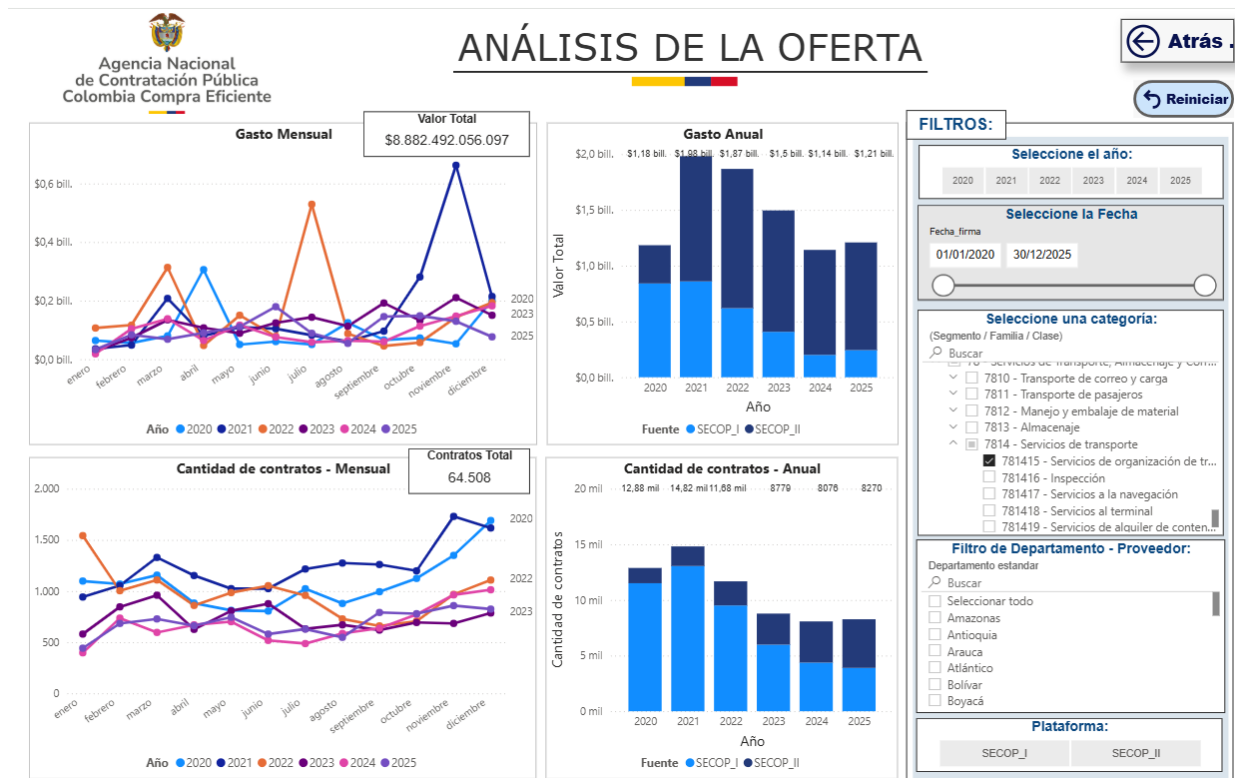 Agencia Nacional
de Contratación Pública
Colombia Compra Eficiente
ANÁLISIS DE LA OFERTA
Atrás .
Reiniciar
Gasto Mensual
Valor Total
$8.882.492.056.097
$0,6 bill.
$0,4 bill.
$0,2 bill.
$0,0 bill.
2020
2023
2025
enero
febrero
marzo
abril
mayo
junio
julio
agosto
septiembre
octubre
noviembre
diciembre
Año 2020 2021 2022 2023 2024 2025
Gasto Anual
$2,0 bill.
$1,5 bill.
$1,0 bill.
$0,5 bill.
$0,0 bill.
$1,18 bill. $1,98 bill. $1,87 bill. $1,5 bill. $1,14 bill. $1,21 bill.
Valor Total
2020 2021 2022 2023 2024 2025
Año
Fuente SECOP_I SECOP_II
Cantidad de contratos - Mensual
Contratos Total
64.508
2.000
1.500
1.000
500
0
2020
2022
2023
enero
febrero
marzo
abril
mayo
junio
julio
agosto
septiembre
octubre
noviembre
diciembre
Año 2020 2021 2022 2023 2024 2025
Cantidad de contratos - Anual
20 mil
15 mil
10 mil
5 mil
0 mil
12,88 mil 14,82 mil 11,68 mil 8779 8076 8270
Cantidad de contratos
2020 2021 2022 2023 2024 2025
Año
Fuente SECOP_I SECOP_II
FILTROS:
Seleccione el año:
2020 2021 2022 2023 2024 2025
Seleccione la Fecha
Fecha_firma
01/01/2020 30/12/2025
Seleccione una categoría:
(Segmento / Familia / Clase)
Buscar
78 - Servicios de Transporte, Almacenaje y Corr...
7810 - Transporte de correo y carga
7811 - Transporte de pasajeros
7812 - Manejo y embalaje de material
7813 - Almacenaje
7814 - Servicios de transporte
781415 - Servicios de organización de tr...
781416 - Inspección
781417 - Servicios a la navegación
781418 - Servicios al terminal
781419 - Servicios de alquiler de conten...
Filtro de Departamento - Proveedor:
Departamento estandar
Buscar
Seleccionar todo
Amazonas
Antioquia
Arauca
Atlántico
Bolívar
Boyacá
Plataforma:
SECOP_I SECOP_II